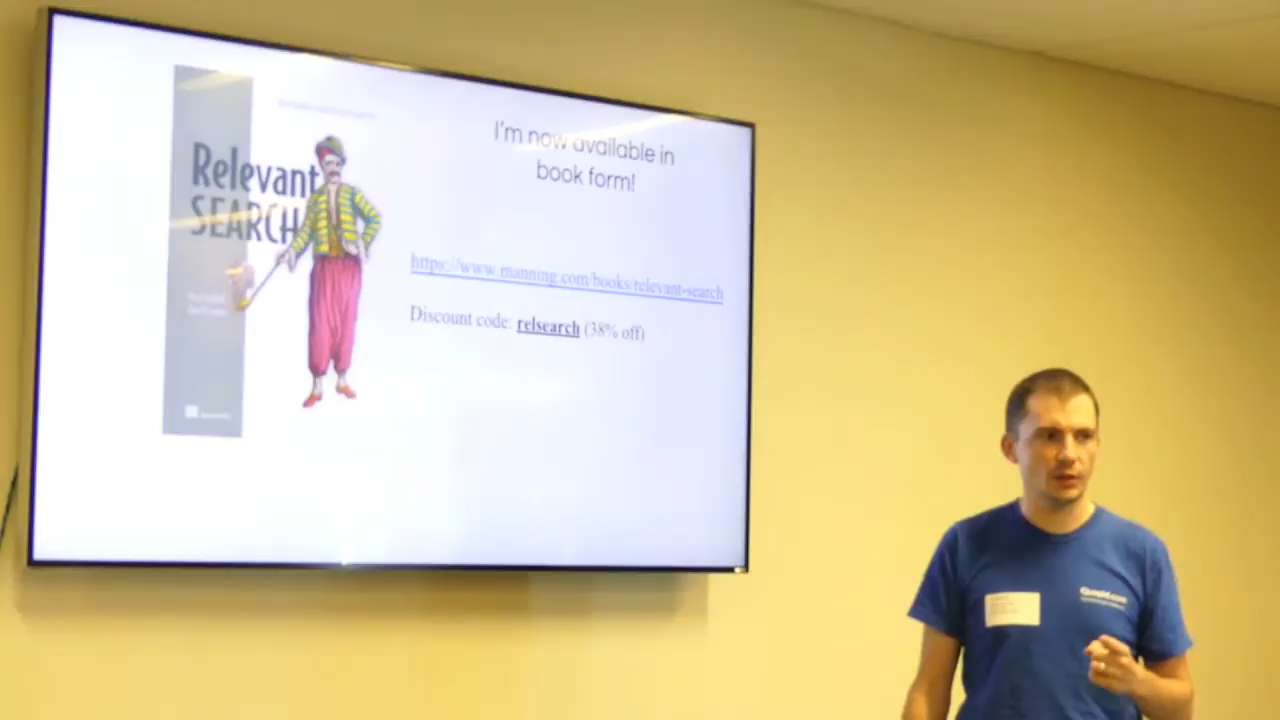 Relevant
SEARCH
I'm now available in
book form!
https://www.manning.com/books/relevant-search
Discount code: relsearch (38% off)